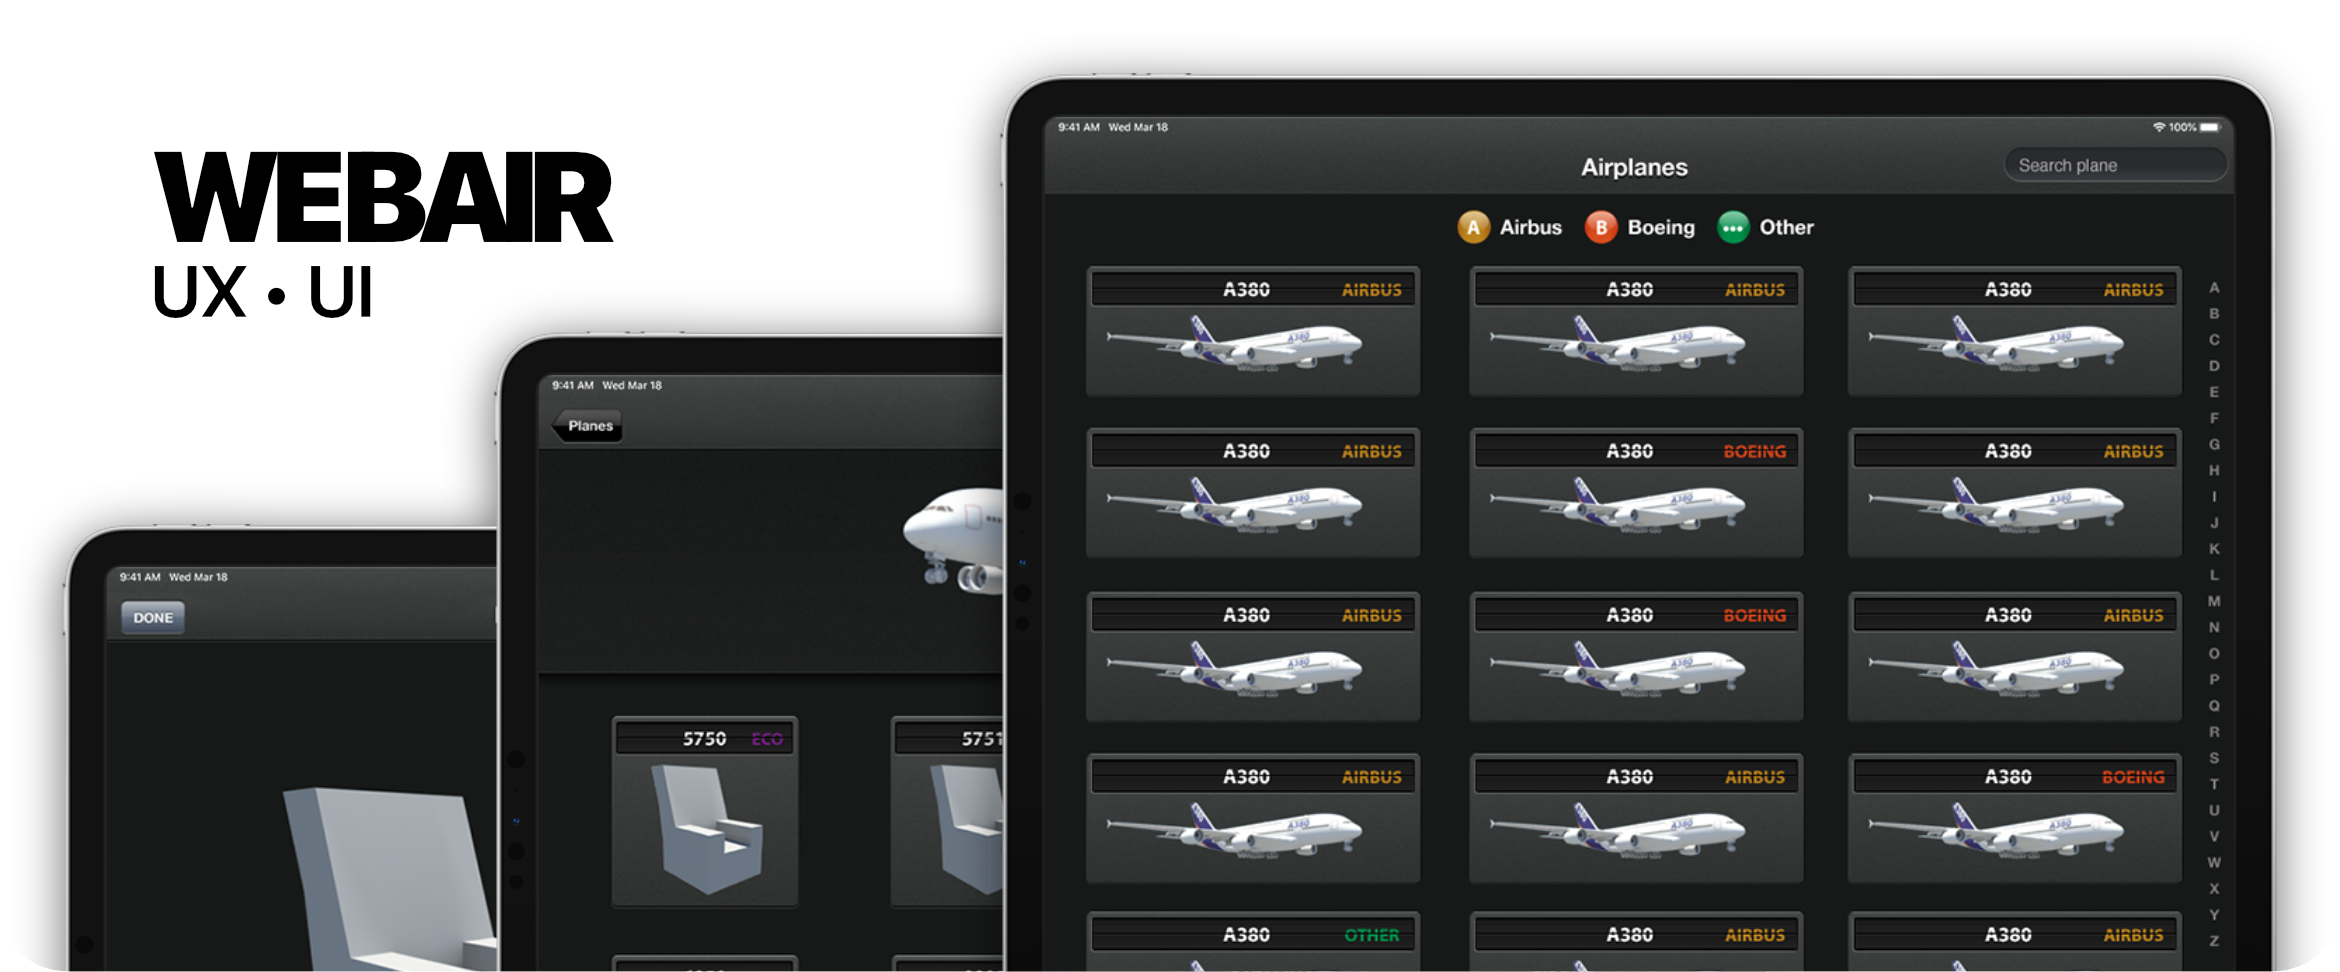 WEBAIR
UX • UI
9:41 AM Wed Mar 18
100%
Airplanes
Search plane
A Airbus
B Boeing
Other
A380 AIRBUS
A380 AIRBUS
A380 AIRBUS
A380 AIRBUS
A380 BOEING
A380 AIRBUS
A380 AIRBUS
A380 BOEING
A380 AIRBUS
A380 AIRBUS
A380 AIRBUS
A380 BOEING
A380 OTHER
A380 AIRBUS
A380 AIRBUS
A
B
C
D
E
F
G
H
I
J
K
L
M
N
O
P
Q
R
S
T
U
V
W
X
Y
Z
9:41 AM Wed Mar 18
Planes
5750 ECO
5751
9:41 AM Wed Mar 18
DONE